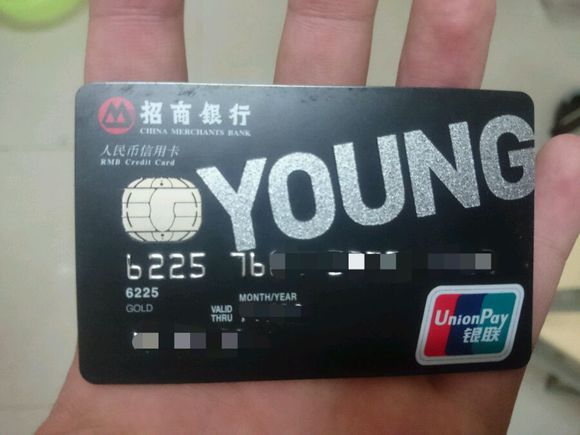 招商银行
CHINA MERCHANTS BANK
人民币信用卡
RMB Credit Card
YOUNG
6225 76
6225
GOLD
MONTH/YEAR
VALID THRU
UnionPay
银联